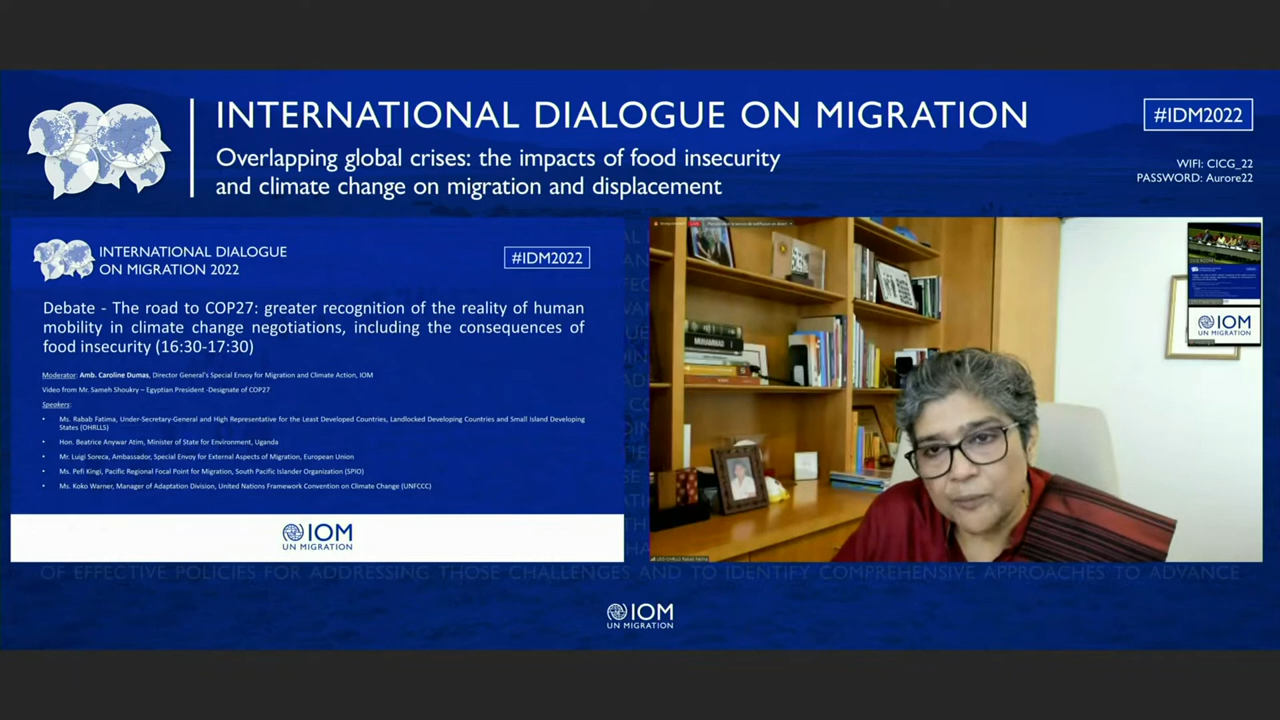 INTERNATIONAL DIALOGUE ON MIGRATION
Overlapping global crises: the impacts of food insecurity
and climate change on migration and displacement
#IDM2022
WIFI: CICG_22
PASSWORD: Aurore22
INTERNATIONAL DIALOGUE
ON MIGRATION 2022
#IDM2022
Debate - The road to COP27: greater recognition of the reality of human
mobility in climate change negotiations, including the consequences of
food insecurity (16:30-17:30)
Moderator: Amb. Caroline Dumas, Director General's Special Envoy for Migration and Climate Action, IOM
Video from Mr. Sameh Shoukry – Egyptian President -Designate of COP27
Speakers:
• Ms. Rabab Fatima, Under-Secretary-General and High Representative for the Least Developed Countries, Landlocked Developing Countries and Small Island Developing
States (OHRLLS)
• Hon. Beatrice Anywar Atim, Minister of State for Environment, Uganda
• Mr. Luigi Soreca, Ambassador, Special Envoy for External Aspects of Migration, European Union
• Ms. Pefi Kingi, Pacific Regional Focal Point for Migration, South Pacific Islander Organization (SPIO)
• Ms. Koko Warner, Manager of Adaptation Division, United Nations Framework Convention on Climate Change (UNFCCC)
IOM
UN MIGRATION
MUHAMMAD
IOM
UN MIGRATION
OF EFFECTIVE POLICIES FOR ADDRESSING THOSE CHALLENGES AND TO IDENTIFY COMPREHENSIVE APPROACHES TO ADVANCE
IOM
UN MIGRATION